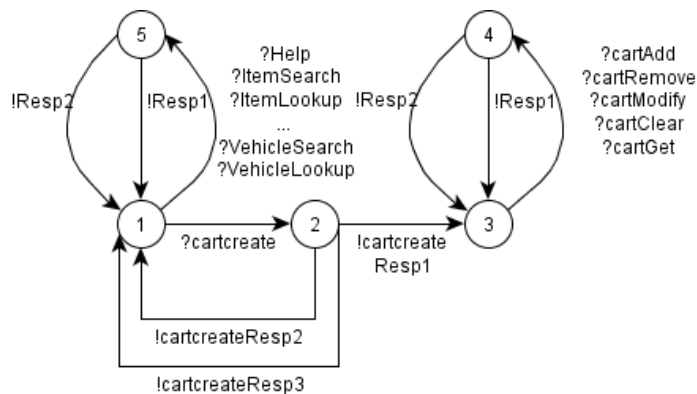 5
4
?Help
?ItemSearch
?ItemLookup
...
?VehicleSearch
?VehicleLookup
?cartAdd
?cartRemove
?cartModify
?cartClear
?cartGet
!Resp2
!Resp1
!Resp2
!Resp1
1
2
3
?cartcreate
!cartcreate
Resp1
!cartcreateResp2
!cartcreateResp3